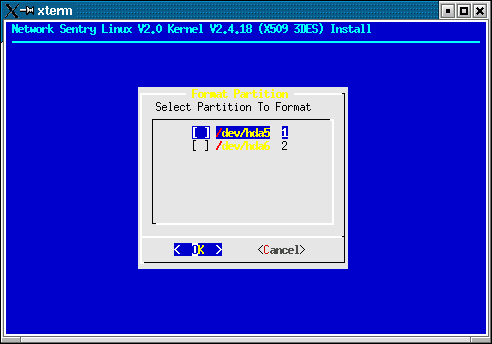 xterm
Network Sentry Linux V2.0 Kernel V2.4.18 (X509 3DES) Install
Format Partition
Select Partition To Format
[ ] /dev/hda5 1
[ ] /dev/hda6 2
< OK > <Cancel>